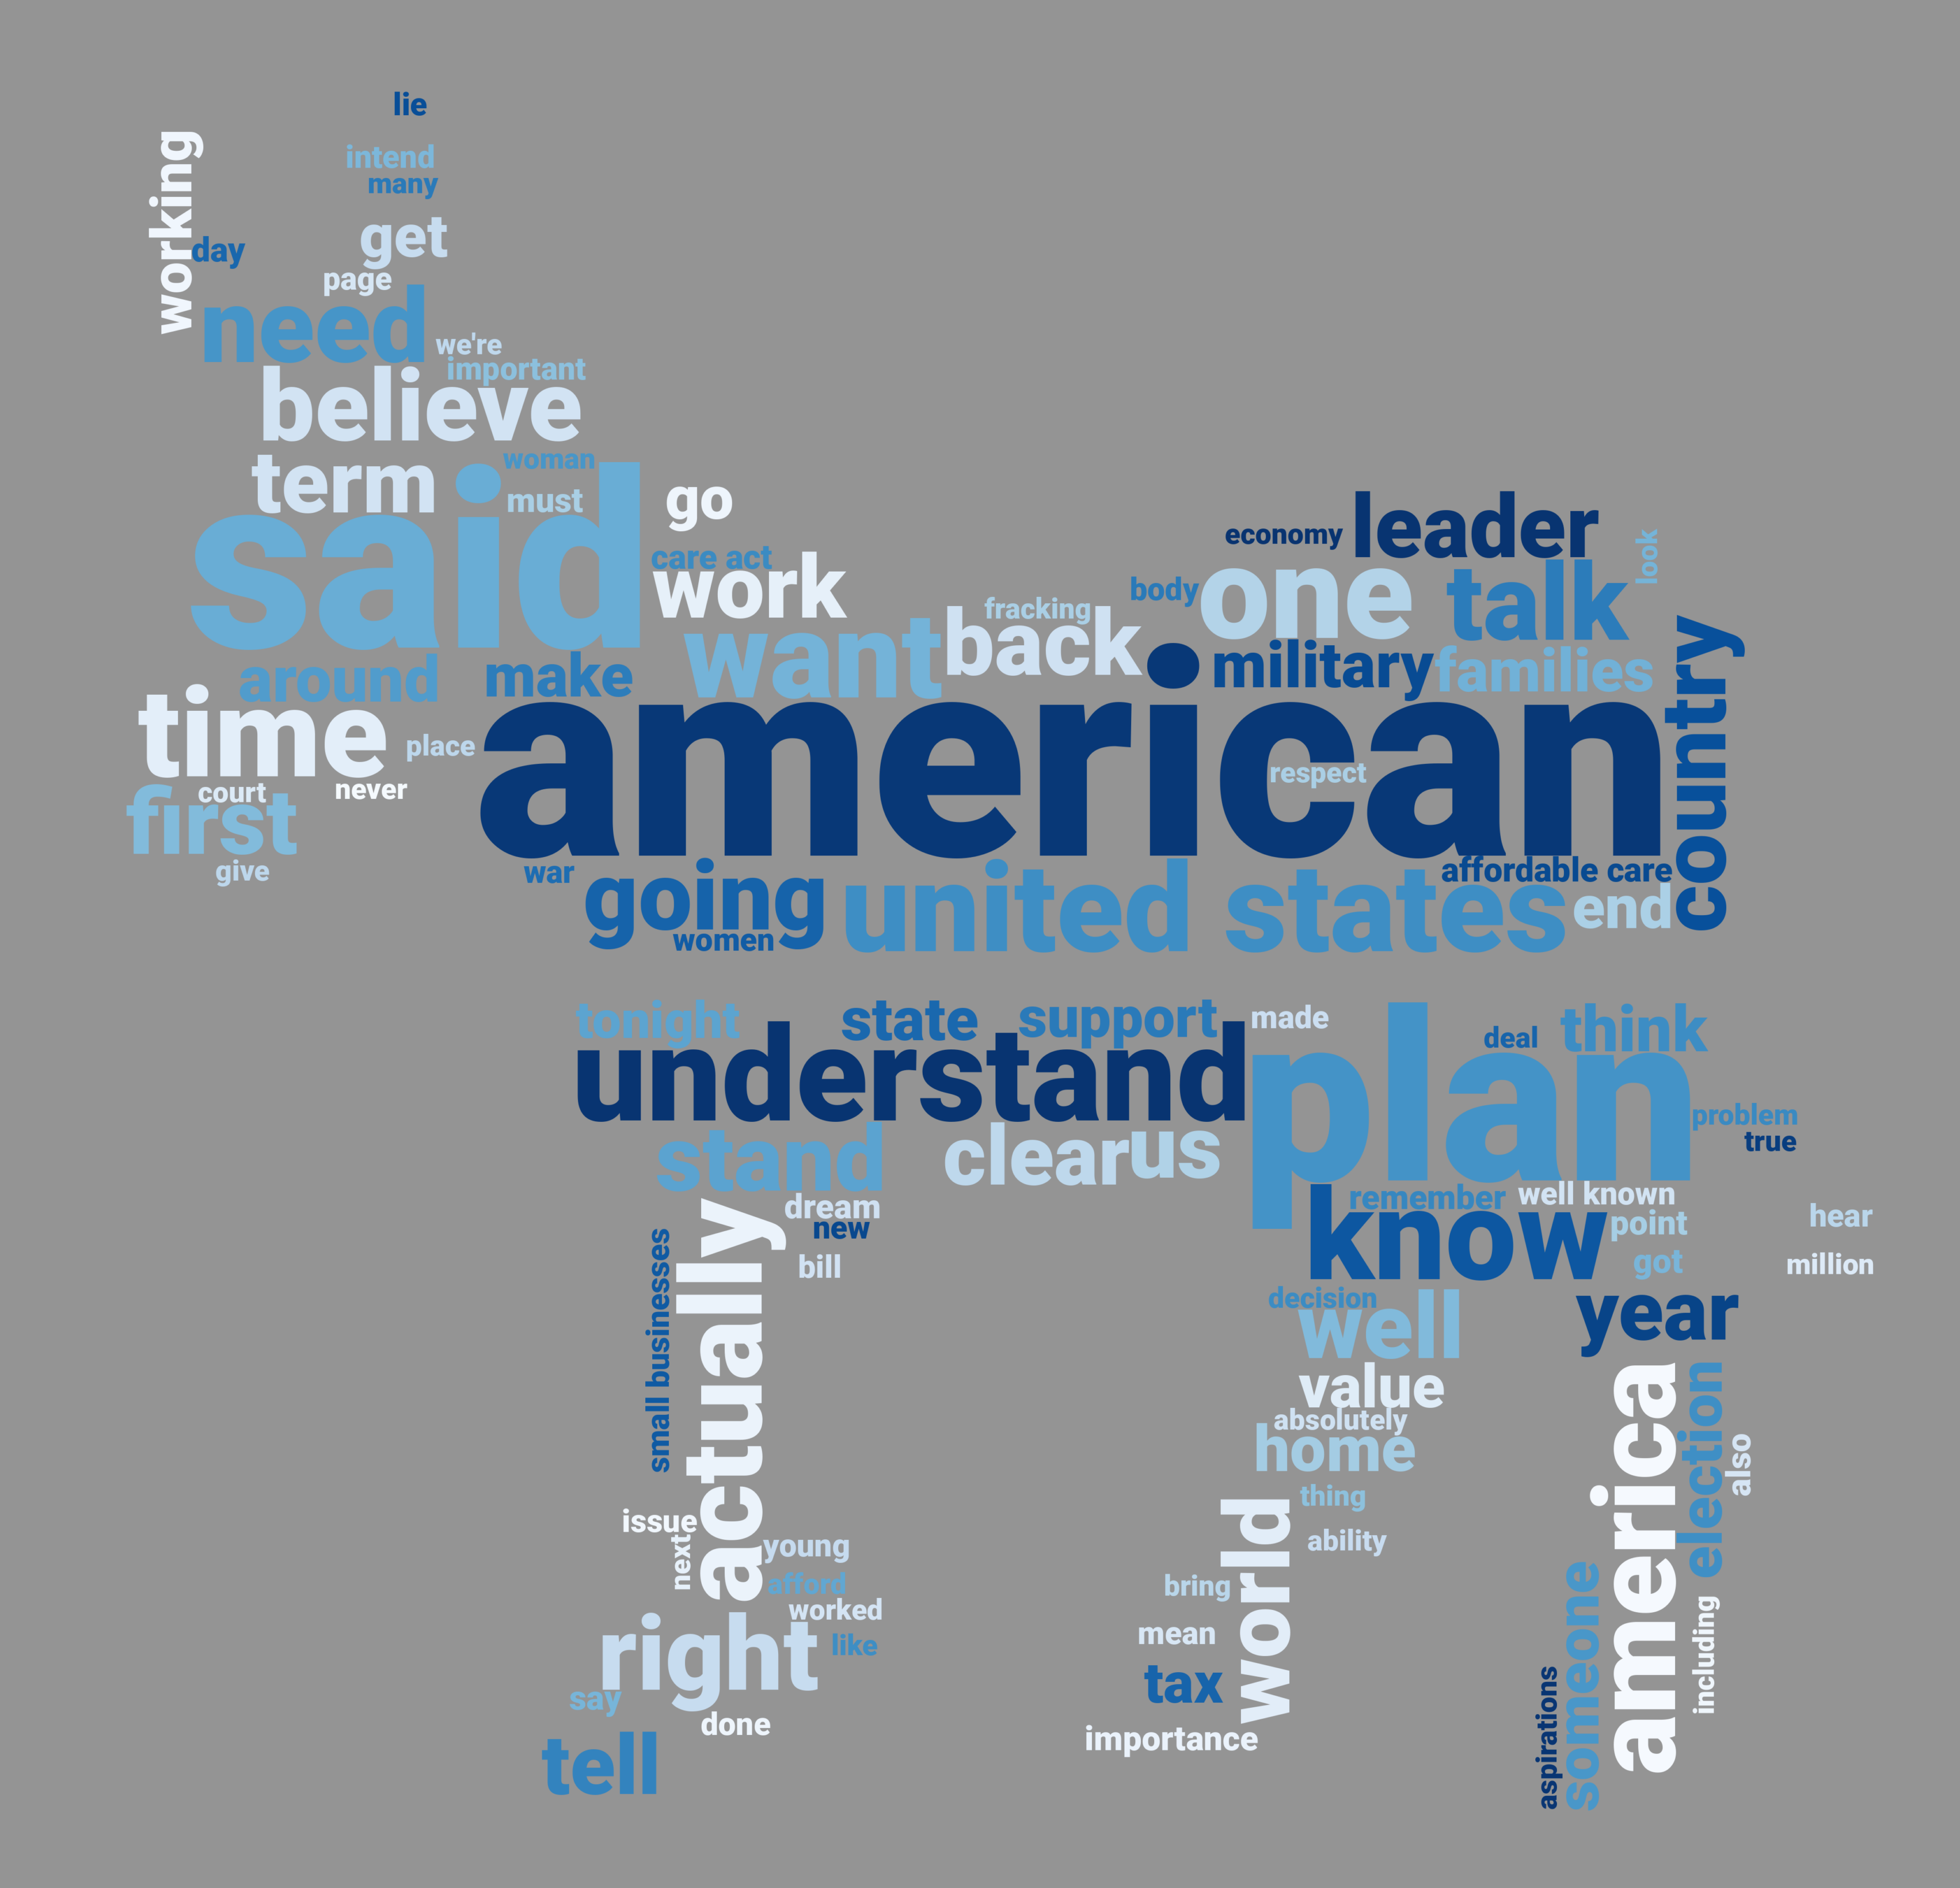 lie
working
intend
many
day
get
page
need
we're
important
believe
woman
term
must
said
go
care act
work
economy
leader
look
body
one
talk
fracking
back
want
around
make
military
families
country
time
place
american
respect
court
never
first
give
war
going
women
united states
affordable care
end
tonight
state
support
made
deal
think
understand
plan
problem
true
stand
clear
us
dream
new
bill
remember
well known
know
point
hear
got
million
small businesses
actually
decision
well
year
value
absolutely
home
america
election
also
thing
ability
world
issue
next
young
afford
worked
bring
mean
right
like
say
done
tell
tax
importance
someone
aspirations
including